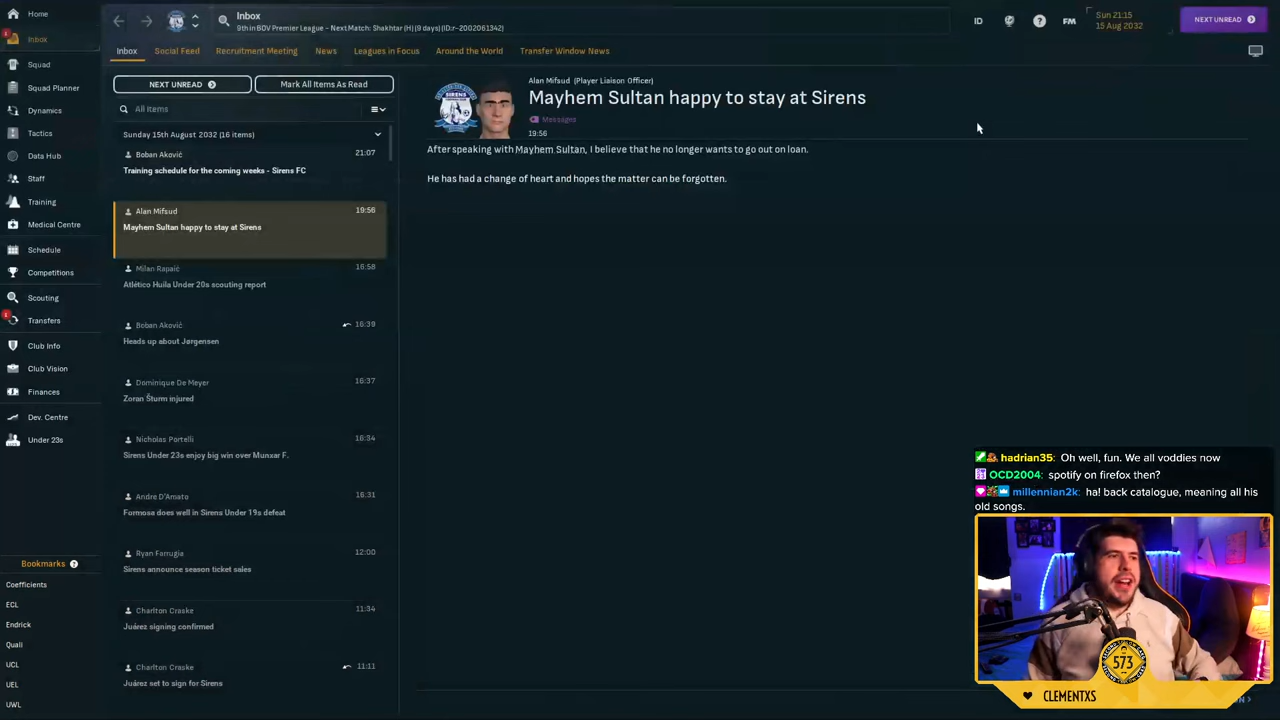 Home
Inbox
Squad
Squad Planner
Dynamics
Tactics
Data Hub
Staff
Training
Medical Centre
Schedule
Competitions
Scouting
Transfers
Club Info
Club Vision
Finances
Dev. Centre
Under 23s
Bookmarks
Coefficients
ECL
Endrick
Quali
UCL
UEL
UWL
Inbox
9th in BOV Premier League - Next Match: Shakhtar (H) (9 days) (ID:r-2002061342)
ID
FM
Sun 21:15
15 Aug 2032
NEXT UNREAD
Inbox
Social Feed
Recruitment Meeting
News
Leagues in Focus
Around the World
Transfer Window News
NEXT UNREAD
Mark All Items As Read
All Items
Sunday 15th August 2032 (16 items)
Boban Aković 21:07
Training schedule for the coming weeks - Sirens FC
Alan Mifsud 19:56
Mayhem Sultan happy to stay at Sirens
Milan Rapaić 16:58
Atlético Huila Under 20s scouting report
Boban Aković 16:39
Heads up about Jørgensen
Dominique De Meyer 16:37
Zoran Šturm injured
Nicholas Portelli 16:34
Sirens Under 23s enjoy big win over Munxar F.
Andre D'Amato 16:31
Formosa does well in Sirens Under 19s defeat
Ryan Farrugia 12:00
Sirens announce season ticket sales
Charlton Craske 11:34
Juárez signing confirmed
Charlton Craske 11:11
Juárez set to sign for Sirens
SIRENS
Alan Mifsud (Player Liaison Officer)
Mayhem Sultan happy to stay at Sirens
Messages
19:56
After speaking with Mayhem Sultan, I believe that he no longer wants to go out on loan.
He has had a change of heart and hopes the matter can be forgotten.
hadrian35: Oh well, fun. We all voddies now
OCD2004: spotify on firefox then?
millennian2k: ha! back catalogue, meaning all his
old songs.
573
CLEMENTXS